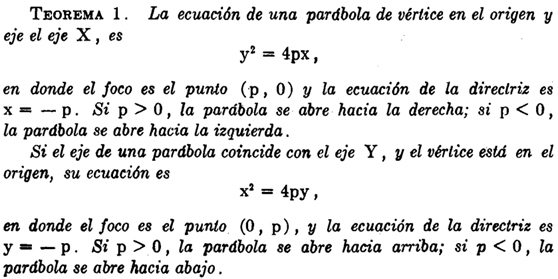 TEOREMA 1. La ecuación de una parábola de vértice en el origen y
eje el eje X, es
y² = 4px,
en donde el foco es el punto (p, 0) y la ecuación de la directriz es
x = — p. Si p > 0, la parábola se abre hacia la derecha; si p < 0,
la parábola se abre hacia la izquierda.
Si el eje de una parábola coincide con el eje Y, y el vértice está en el
origen, su ecuación es
x² = 4py,
en donde el foco es el punto (0, p), y la ecuación de la directriz es
y = — p. Si p > 0, la parábola se abre hacia arriba; si p < 0, la
parábola se abre hacia abajo.